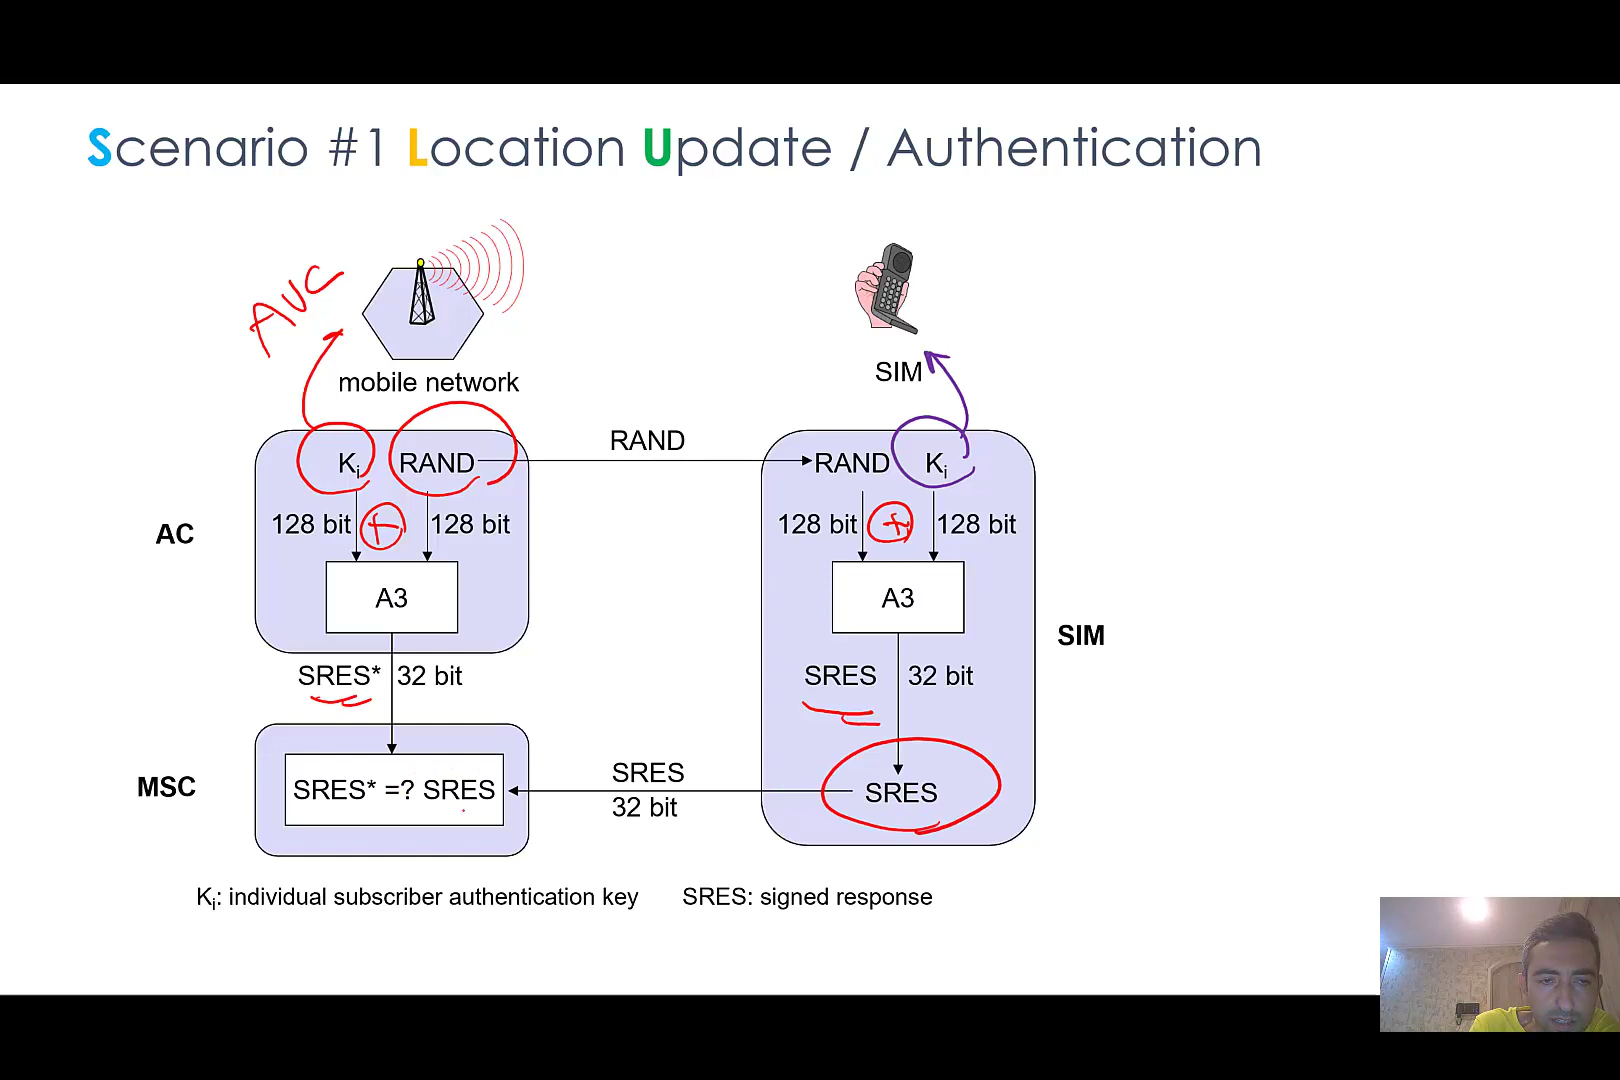 Scenario #1 Location Update / Authentication
AUC
mobile network
SIM
Ki RAND
RAND
RAND Ki
128 bit + 128 bit
128 bit + 128 bit
AC
A3
A3
SIM
SRES* 32 bit
SRES 32 bit
MSC
SRES* =? SRES
SRES
32 bit
SRES
Ki: individual subscriber authentication key SRES: signed response